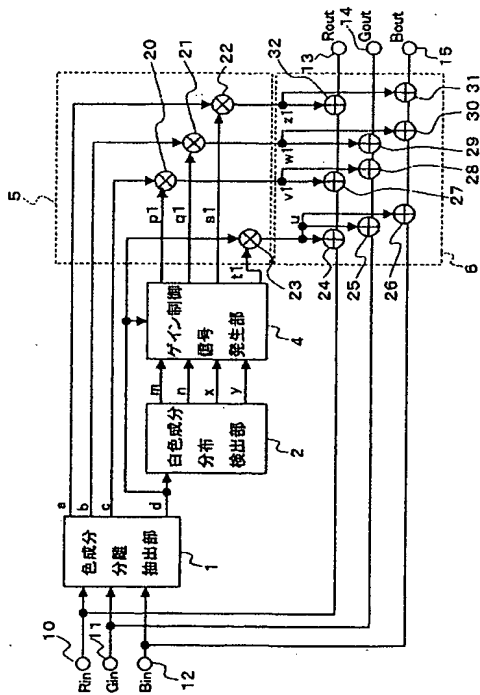 5
20
21
22
32
Rout
13
14
Gout
Bout
15
a
b
c
d
p1
q1
s1
t1
z1
w1
v1
u
10
11
12
Rin
Gin
Bin
色成分
分離
抽出部
1
白色成分
分布
検出部
2
m
n
x
y
ゲイン制御
信号
発生部
4
23
24
25
26
27
28
29
30
31
6